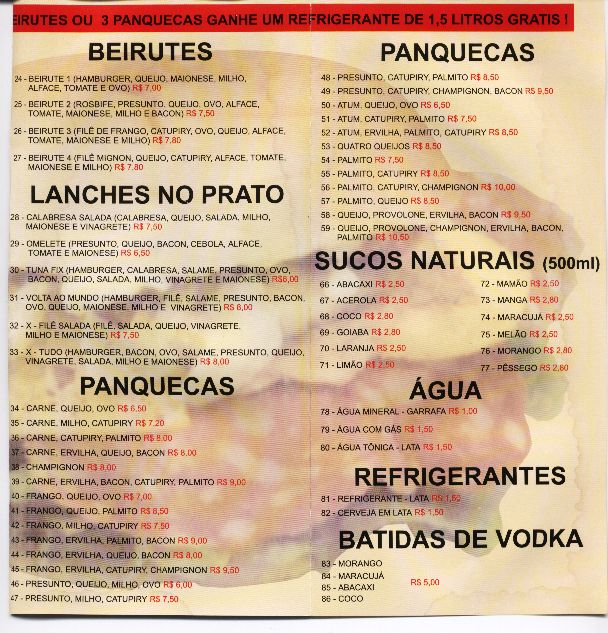 EIRUTES OU 3 PANQUECAS GANHE UM REFRIGERANTE DE 1,5 LITROS GRATIS !
BEIRUTES
24 - BEIRUTE 1 (HAMBURGER, QUEIJO, MAIONESE, MILHO,
ALFACE, TOMATE E OVO) R$ 7,00
25 - BEIRUTE 2 (ROSBIFE, PRESUNTO, QUEIJO, OVO, ALFACE,
TOMATE, MAIONESE, MILHO E BACON) R$ 7,50
26 - BEIRUTE 3 (FILÉ DE FRANGO, CATUPIRY, OVO, QUEIJO, ALFACE,
TOMATE, MAIONESE E MILHO) R$ 7,80
27 - BEIRUTE 4 (FILÉ MIGNON, QUEIJO, CATUPIRY, ALFACE, TOMATE,
MAIONESE E MILHO) R$ 7,80
LANCHES NO PRATO
28 - CALABRESA SALADA (CALABRESA, QUEIJO, SALADA, MILHO,
MAIONESE E VINAGRETE) R$ 7,50
29 - OMELETE (PRESUNTO, QUEIJO, BACON, CEBOLA, ALFACE,
TOMATE E MAIONESE) R$ 6,50
30 - TUNA FIX (HAMBURGER, CALABRESA, SALAME, PRESUNTO, OVO,
BACON, QUEIJO, SALADA, MILHO, VINAGRETE E MAIONESE) R$8,00
31 - VOLTA AO MUNDO (HAMBURGER, FILÉ, SALAME, PRESUNTO, BACON,
OVO, QUEIJO, MAIONESE, MILHO E VINAGRETE) R$ 8,00
32 - X - FILÉ SALADA (FILÉ, SALADA, QUEIJO, VINAGRETE,
MILHO E MAIONESE) R$ 7,50
33 - X - TUDO (HAMBURGER, BACON, OVO, SALAME, PRESUNTO, QUEIJO,
VINAGRETE, SALADA, MILHO E MAIONESE) R$ 8,00
PANQUECAS
34 - CARNE, QUEIJO, OVO R$ 6,50
35 - CARNE, MILHO, CATUPIRY R$ 7,20
36 - CARNE, CATUPIRY, PALMITO R$ 8,00
37 - CARNE, ERVILHA, QUEIJO, BACON R$ 8,00
38 - CHAMPIGNON R$ 8,00
39 - CARNE, ERVILHA, BACON, CATUPIRY, PALMITO R$ 9,00
40 - FRANGO, QUEIJO, OVO R$ 7,00
41 - FRANGO, QUEIJO, PALMITO R$ 8,50
42 - FRANGO, MILHO, CATUPIRY R$ 7,50
43 - FRANGO, ERVILHA, PALMITO, BACON R$ 9,00
44 - FRANGO, ERVILHA, QUEIJO, BACON R$ 8,00
45 - FRANGO, ERVILHA, CATUPIRY, CHAMPIGNON R$ 9,50
46 - PRESUNTO, QUEIJO, MILHO, OVO R$ 6,00
47 - PRESUNTO, MILHO, CATUPIRY R$ 7,50
PANQUECAS
48 - PRESUNTO, CATUPIRY, PALMITO R$ 8,50
49 - PRESUNTO, CATUPIRY, CHAMPIGNON, BACON R$ 9,50
50 - ATUM, QUEIJO, OVO R$ 6,50
51 - ATUM, CATUPIRY, PALMITO R$ 7,50
52 - ATUM, ERVILHA, PALMITO, CATUPIRY R$ 8,50
53 - QUATRO QUEIJOS R$ 8,50
54 - PALMITO R$ 7,50
55 - PALMITO, CATUPIRY R$ 8,50
56 - PALMITO, CATUPIRY, CHAMPIGNON R$ 10,00
57 - PALMITO, QUEIJO R$ 8,50
58 - QUEIJO, PROVOLONE, ERVILHA, BACON R$ 9,50
59 - QUEIJO, PROVOLONE, CHAMPIGNON, ERVILHA, BACON,
PALMITO R$ 10,50
SUCOS NATURAIS (500ml)
66 - ABACAXI R$ 2,50
67 - ACEROLA R$ 2,50
68 - COCO R$ 2,80
69 - GOIABA R$ 2,80
70 - LARANJA R$ 2,50
71 - LIMÃO R$ 2,50
72 - MAMÃO R$ 2,50
73 - MANGA R$ 2,80
74 - MARACUJÁ R$ 2,50
75 - MELÃO R$ 2,50
76 - MORANGO R$ 2,80
77 - PÊSSEGO R$ 2,80
ÁGUA
78 - ÁGUA MINERAL - GARRAFA R$ 1,00
79 - ÁGUA COM GÁS R$ 1,50
80 - ÁGUA TÔNICA - LATA R$ 1,50
REFRIGERANTES
81 - REFRIGERANTE - LATA R$ 1,50
82 - CERVEJA EM LATA R$ 1,50
BATIDAS DE VODKA
83 - MORANGO
84 - MARACUJÁ
85 - ABACAXI
86 - COCO
R$ 5,00